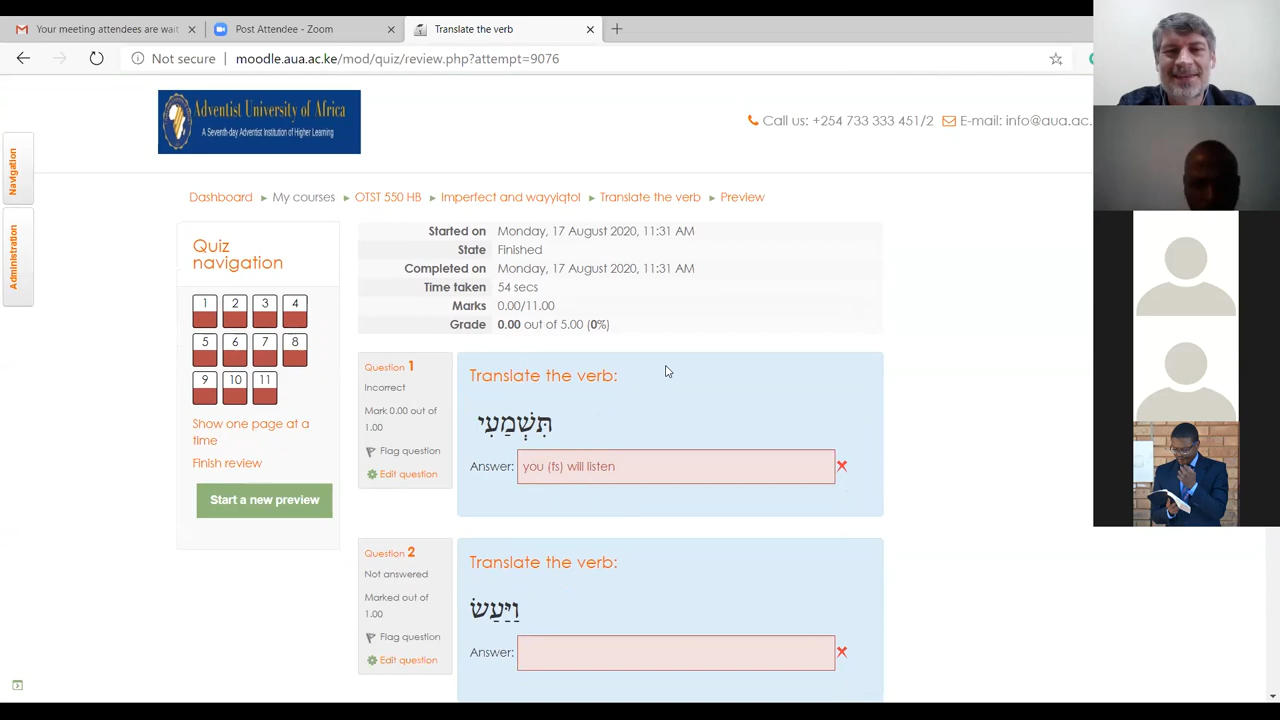 Your meeting attendees are wait
Post Attendee - Zoom
Translate the verb
Not secure
moodle.aua.ac.ke/mod/quiz/review.php?attempt=9076
Adventist University of Africa
A Seventh-day Adventist Institution of Higher Learning
Call us: +254 733 333 451/2
E-mail: info@aua.ac.
Navigation
Administration
Dashboard ► My courses ► OTST 550 HB ► Imperfect and wayyiqtol ► Translate the verb ► Preview
Quiz
navigation
1 2 3 4
5 6 7 8
9 10 11
Show one page at a
time
Finish review
Start a new preview
Started on Monday, 17 August 2020, 11:31 AM
State Finished
Completed on Monday, 17 August 2020, 11:31 AM
Time taken 54 secs
Marks 0.00/11.00
Grade 0.00 out of 5.00 (0%)
Question 1
Incorrect
Mark 0.00 out of
1.00
Flag question
Edit question
Translate the verb:
תִּשְׁמַעִי
Answer: you (fs) will listen
Question 2
Not answered
Marked out of
1.00
Flag question
Edit question
Translate the verb:
וַיַּעַשׂ
Answer: